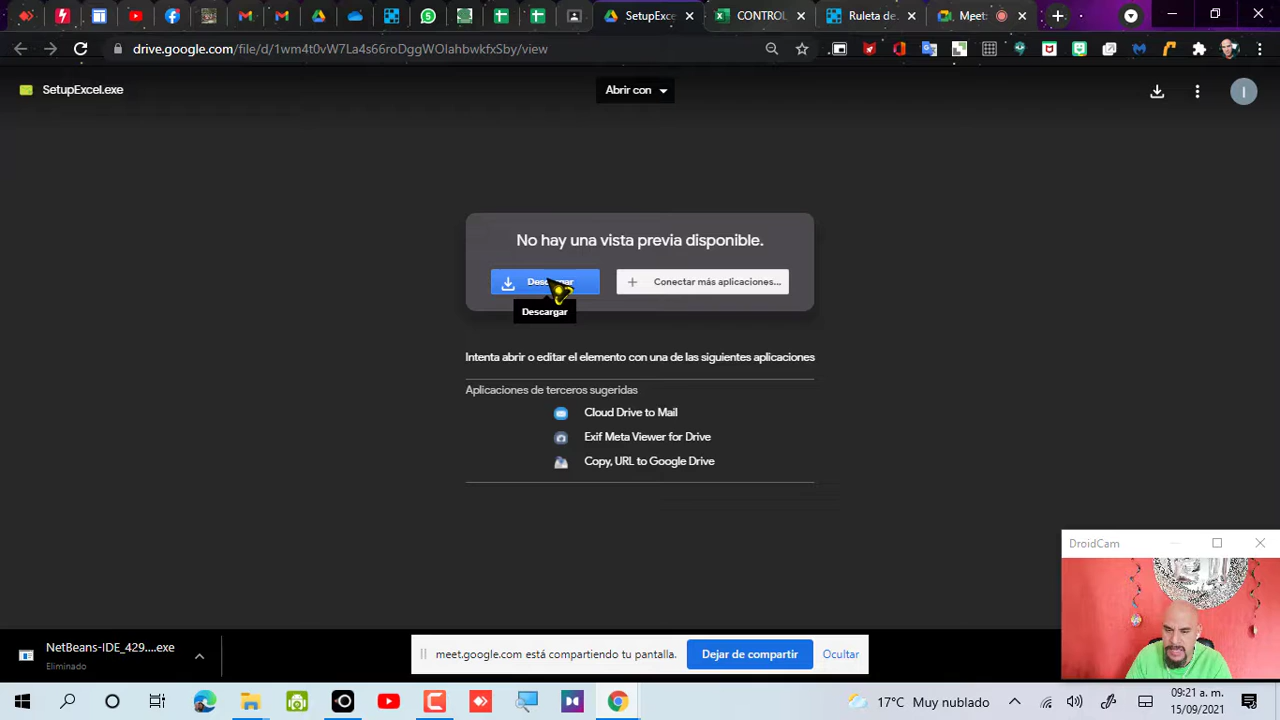 SetupExce
CONTROL
Ruleta de
Meet
drive.google.com/file/d/1wm4t0vW7La4s66roDggWOIahbwkfxSby/view
SetupExcel.exe
Abrir con
I
No hay una vista previa disponible.
Descargar
Conectar más aplicaciones...
Descargar
Intenta abrir o editar el elemento con una de las siguientes aplicaciones
Aplicaciones de terceros sugeridas
Cloud Drive to Mail
Exif Meta Viewer for Drive
Copy, URL to Google Drive
DroidCam
NetBeans-IDE_429....exe
Eliminado
meet.google.com está compartiendo tu pantalla.
Dejar de compartir
Ocultar
17°C Muy nublado
09:21 a. m.
15/09/2021